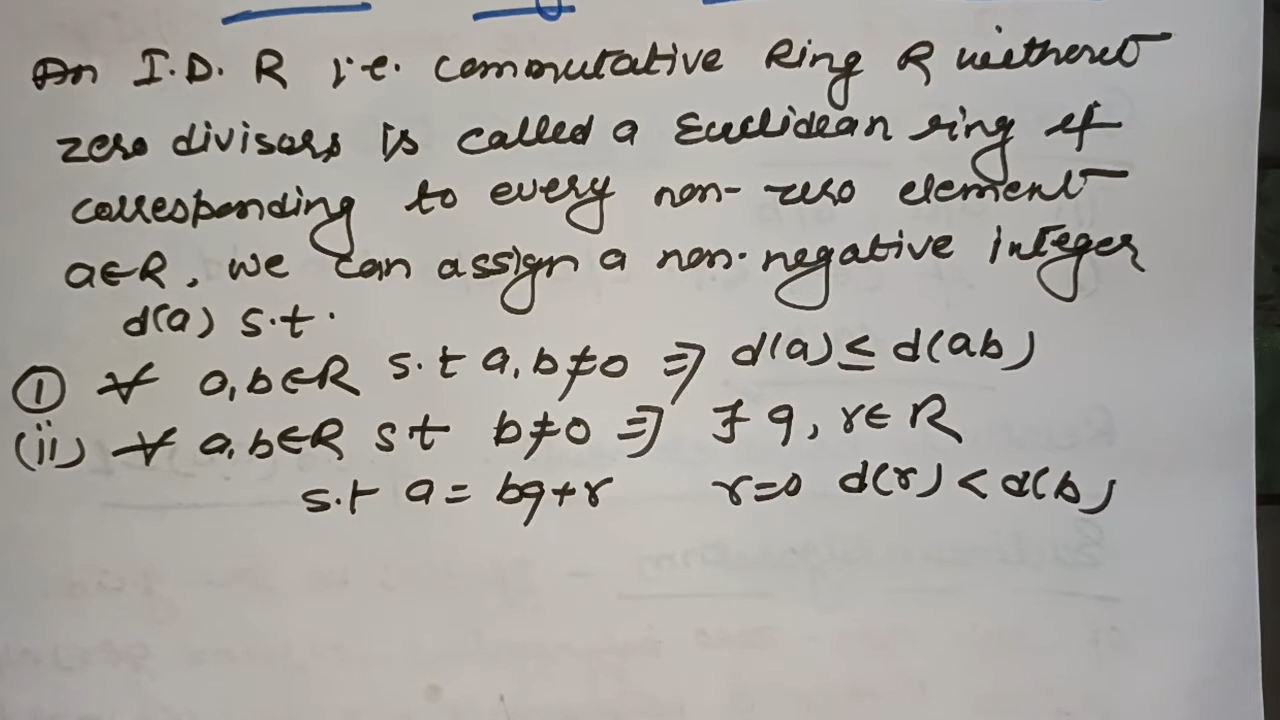 An I.D. R i.e. commutative Ring R without
zero divisors is called a Euclidean ring if
corresponding to every non-zero element
a∈R, we can assign a non-negative integer
d(a) s.t.
① ∀ a,b∈R s.t a,b≠0 ⇒ d(a) ≤ d(ab)
(ii) ∀ a,b∈R s t b≠0 ⇒ ∃ q, r∈R
s.t a = bq+r r=0 d(r) < d(b)